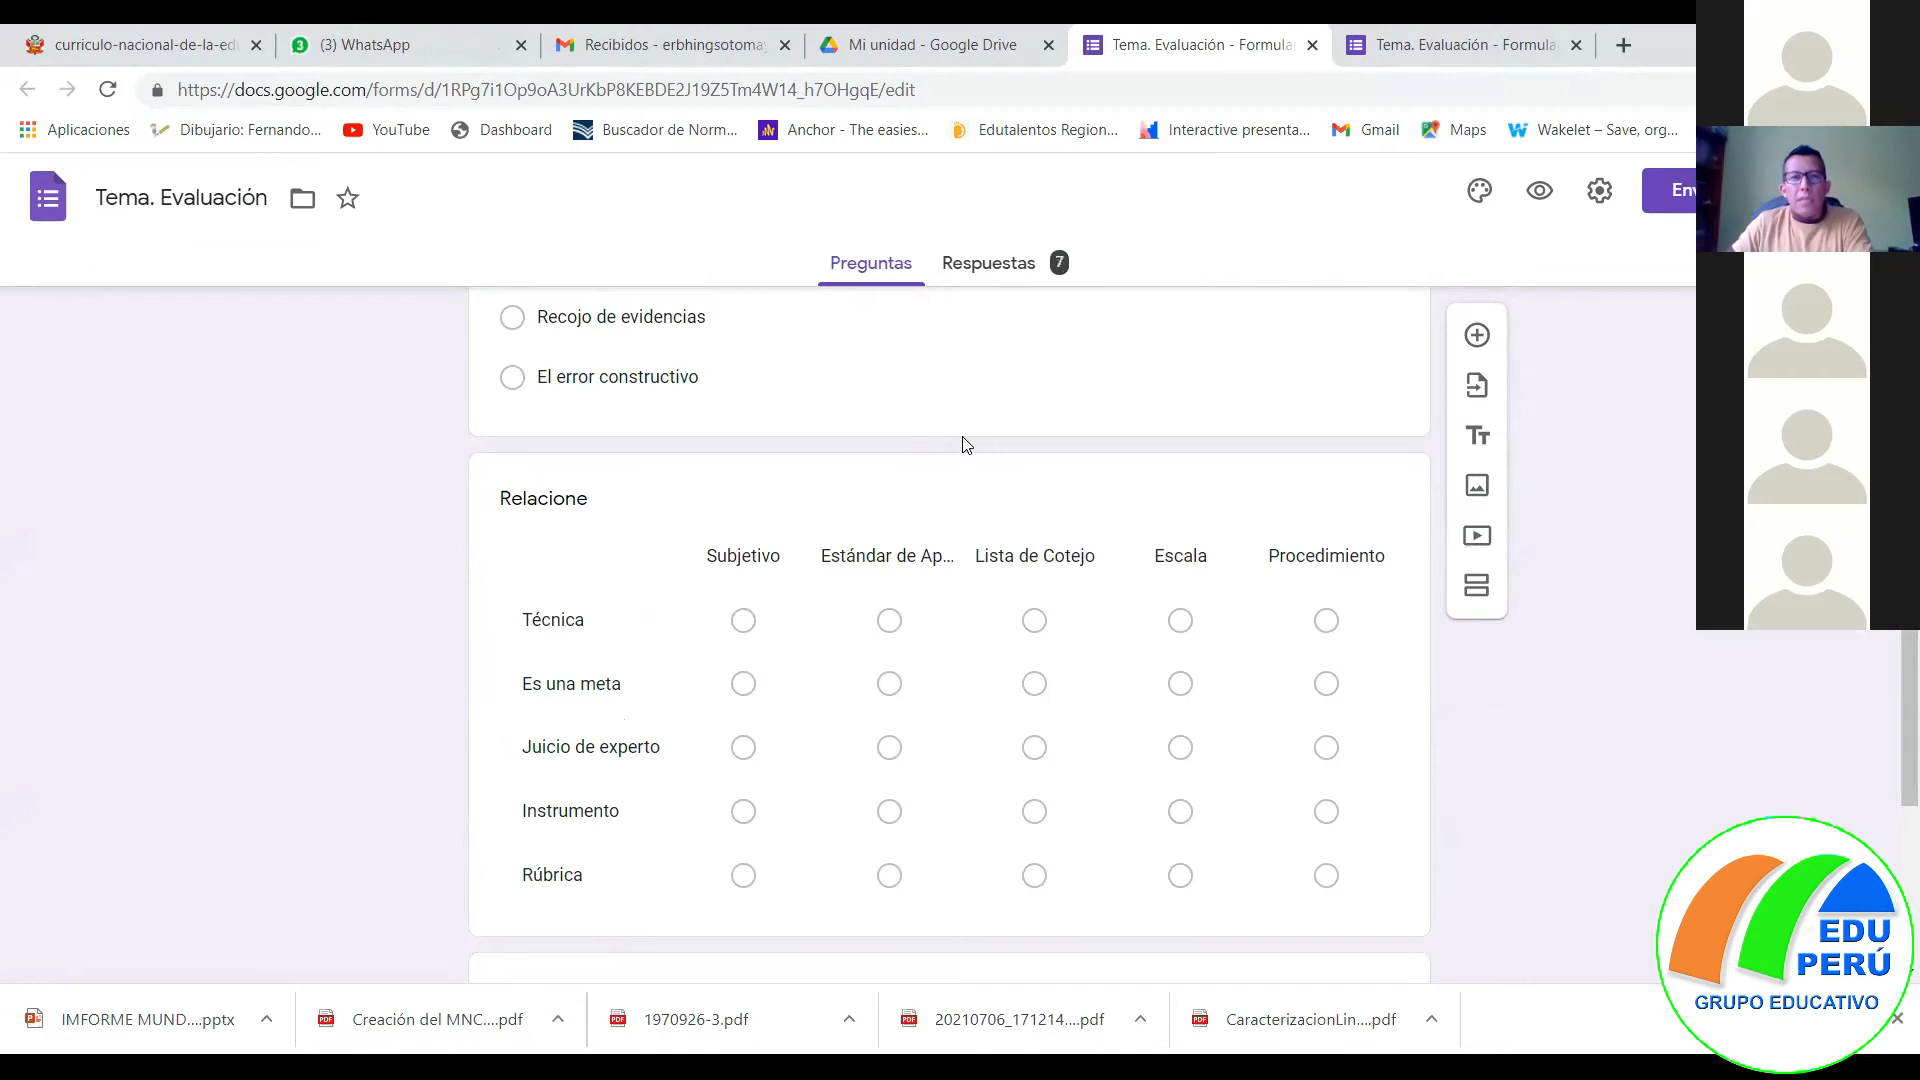 curriculo-nacional-de-la-edu
(3) WhatsApp
Recibidos - erbhingsotoma
Mi unidad - Google Drive
Tema. Evaluación - Formula
Tema. Evaluación - Formula
https://docs.google.com/forms/d/1RPg7i1Op9oA3UrKbP8KEBDE2J19Z5Tm4W14_h7OHgqE/edit
Aplicaciones
Dibujario: Fernando...
YouTube
Dashboard
Buscador de Norm...
Anchor - The easies...
Edutalentos Region...
Interactive presenta...
Gmail
Maps
Wakelet – Save, org...
Tema. Evaluación
Env
Preguntas
Respuestas 7
Recojo de evidencias
El error constructivo
Relacione
Subjetivo Estándar de Ap... Lista de Cotejo Escala Procedimiento
Técnica
Es una meta
Juicio de experto
Instrumento
Rúbrica
IMFORME MUND....pptx
Creación del MNC....pdf
1970926-3.pdf
20210706_171214....pdf
CaracterizacionLin....pdf
EDU
PERÚ
GRUPO EDUCATIVO